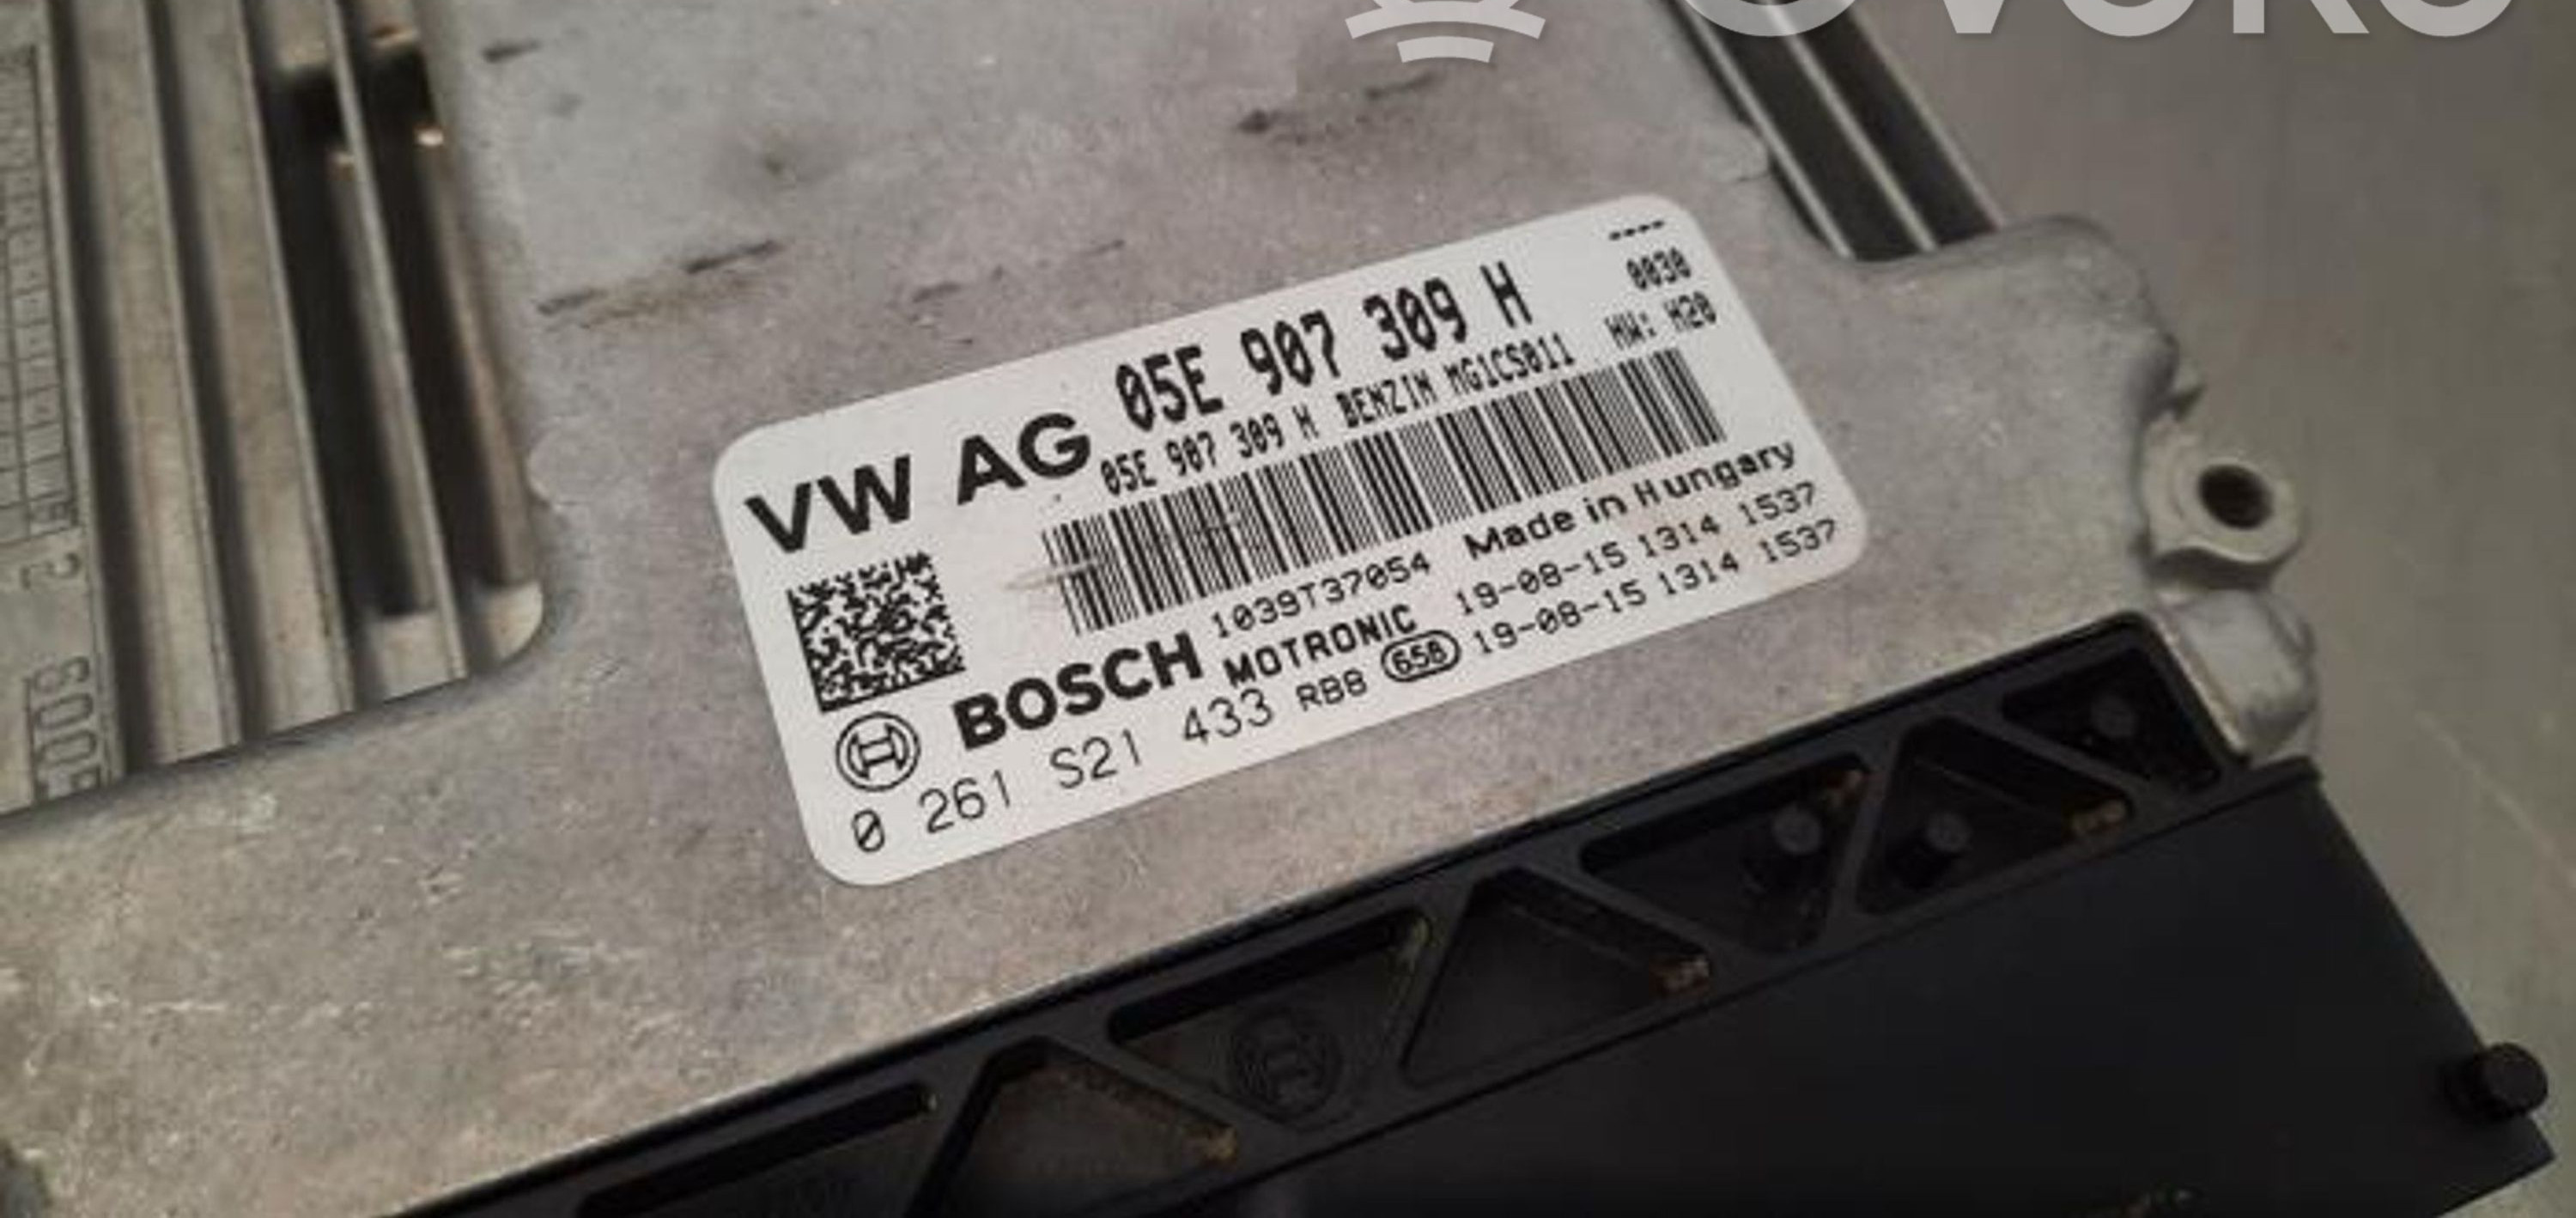 ----
05E 907 309 H 0030
VW AG 05E 907 309 H BENZIN MG1CS011 HW: H20
1039T37054 Made in Hungary
BOSCH MOTRONIC 19-08-15 1314 1537
0 261 S21 433 RBB 658 19-08-15 1314 1537